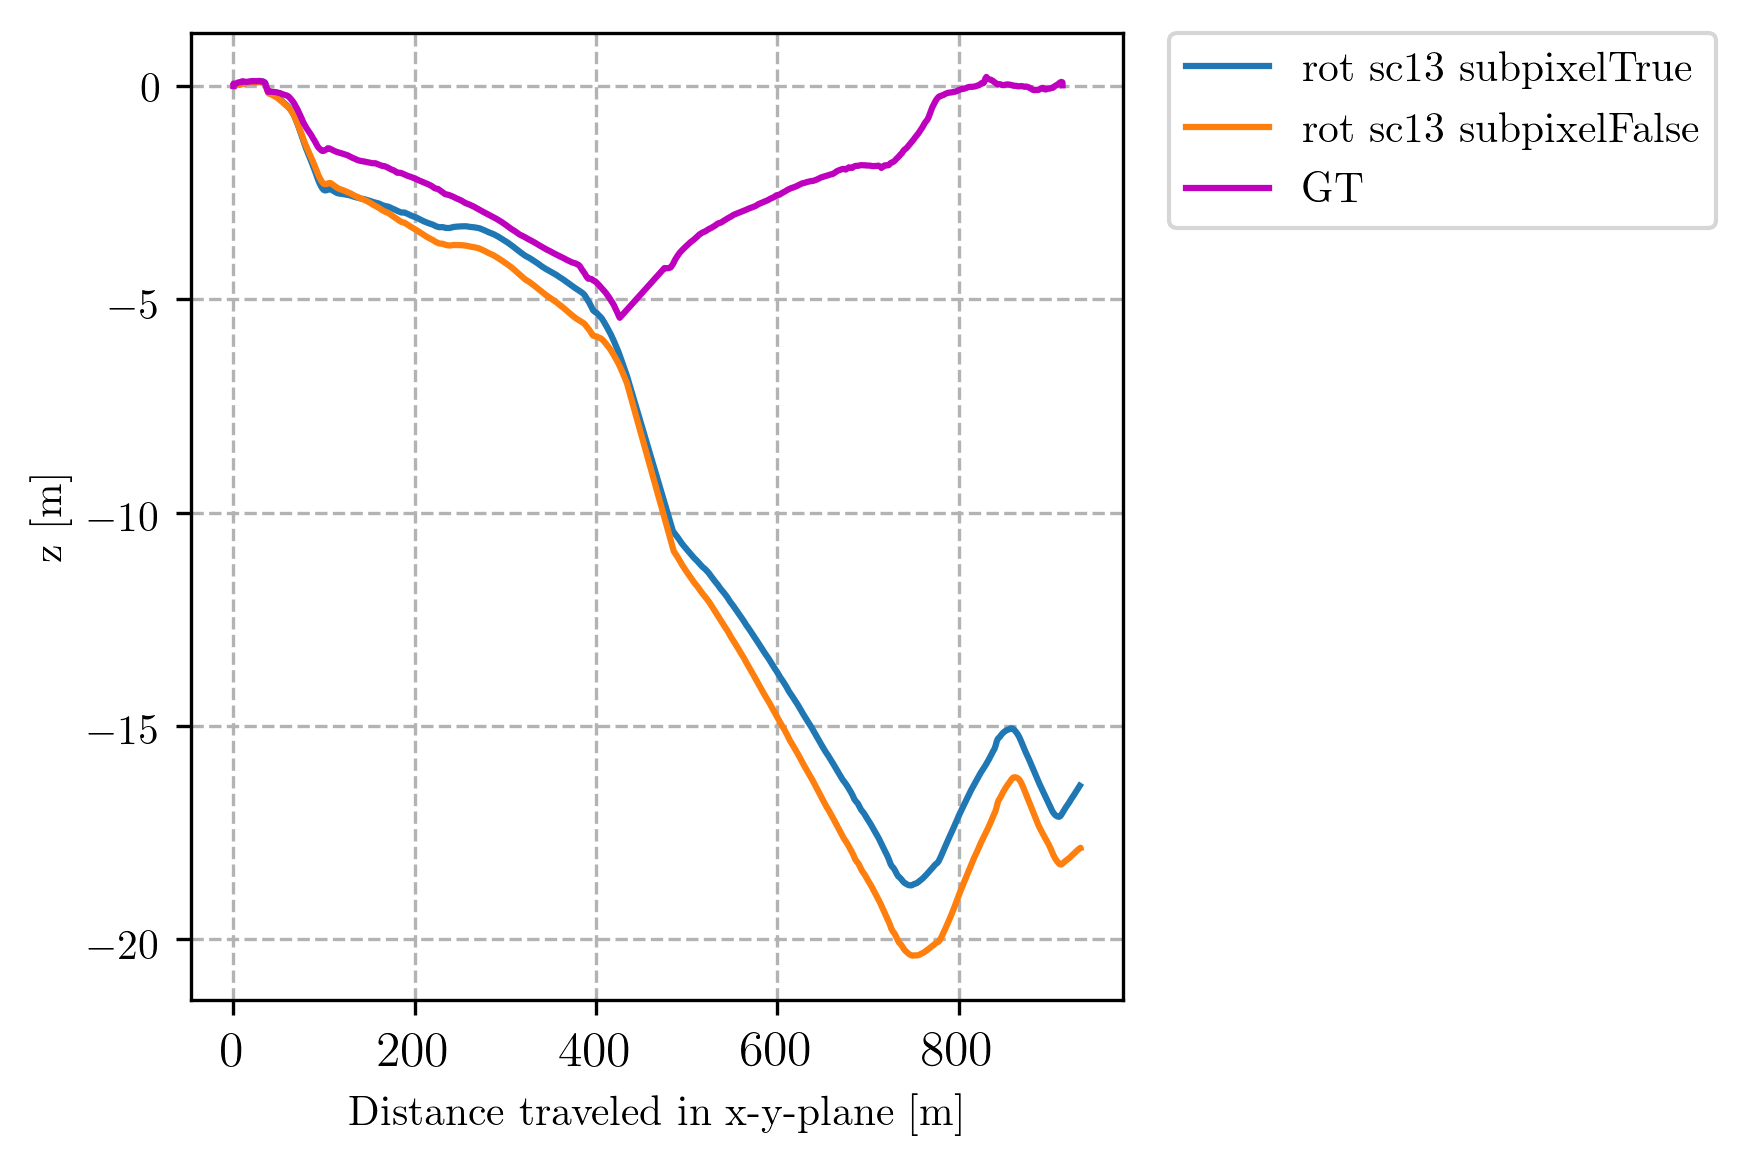 rot sc13 subpixelTrue
rot sc13 subpixelFalse
GT
0
−5
−10
−15
−20
z [m]
0 200 400 600 800
Distance traveled in x-y-plane [m]